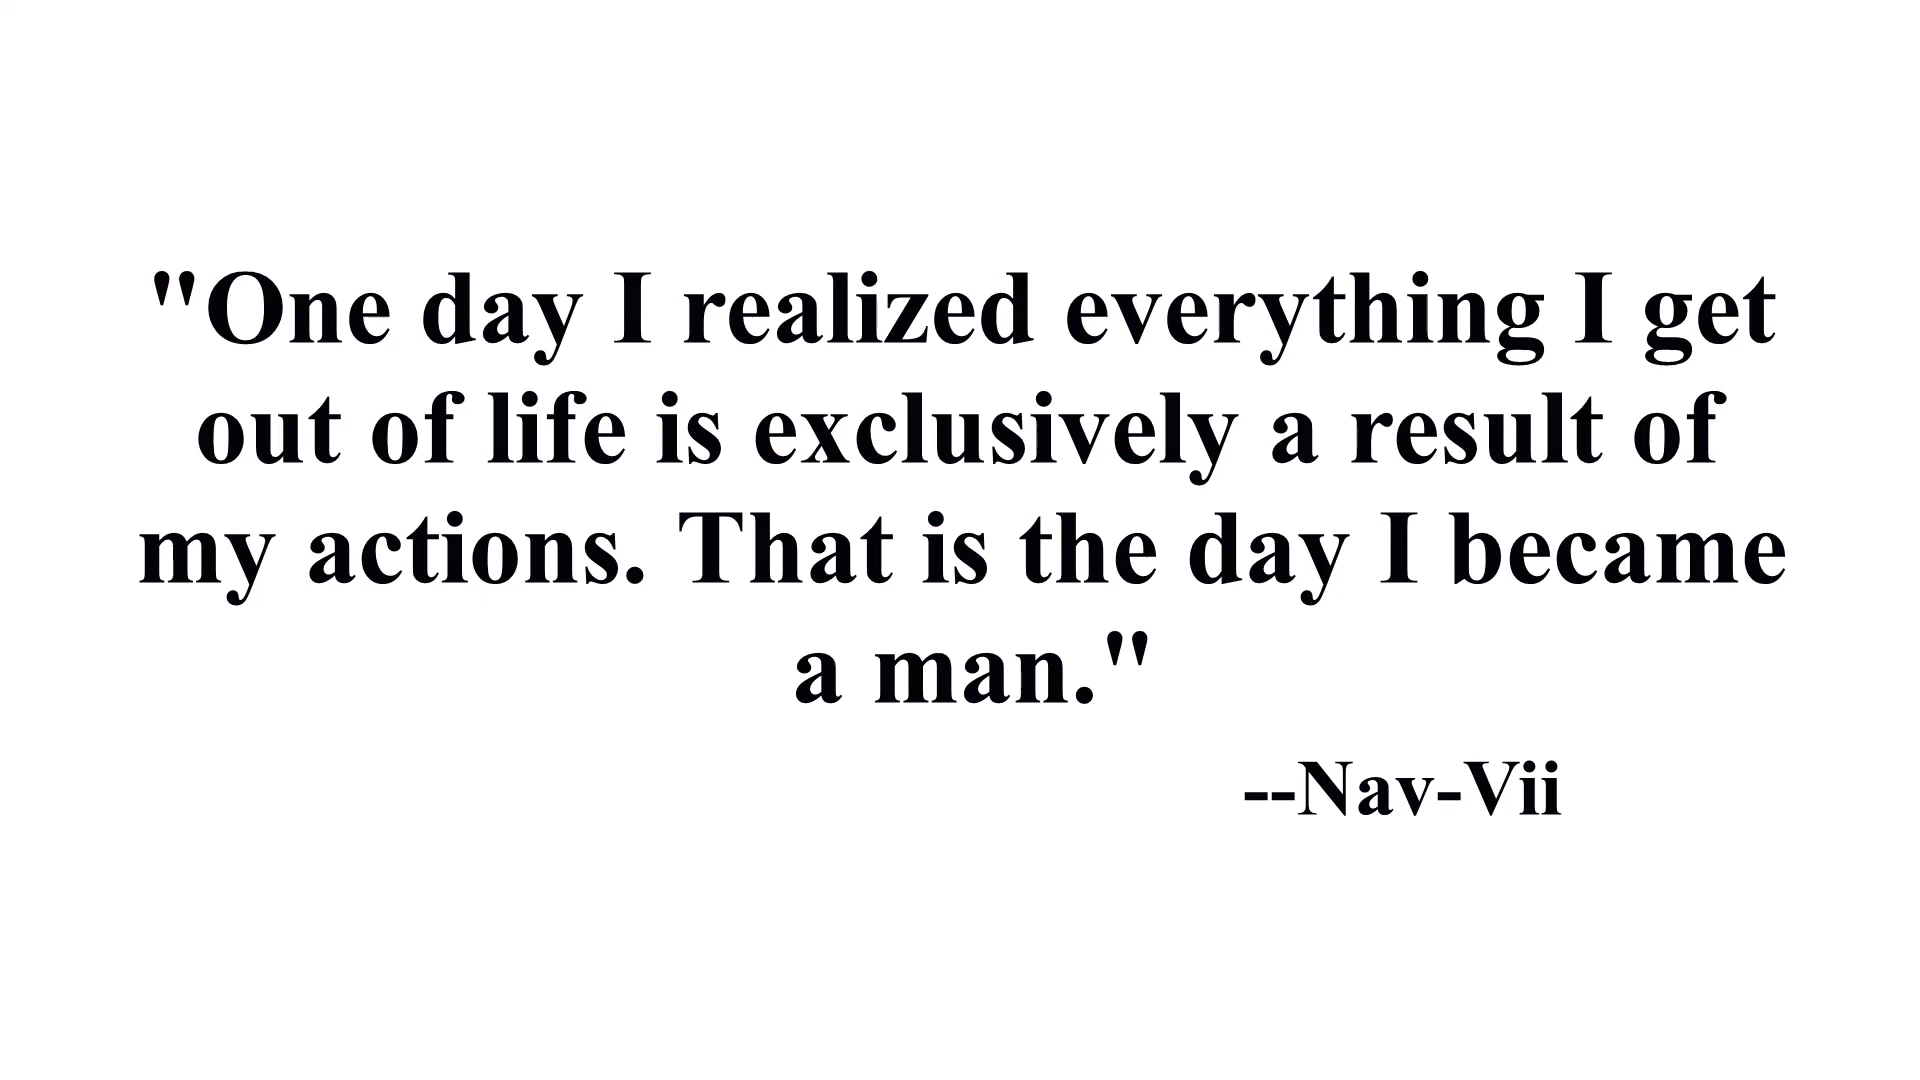 "One day I realized everything I get
out of life is exclusively a result of
my actions. That is the day I became
a man."
--Nav-Vii